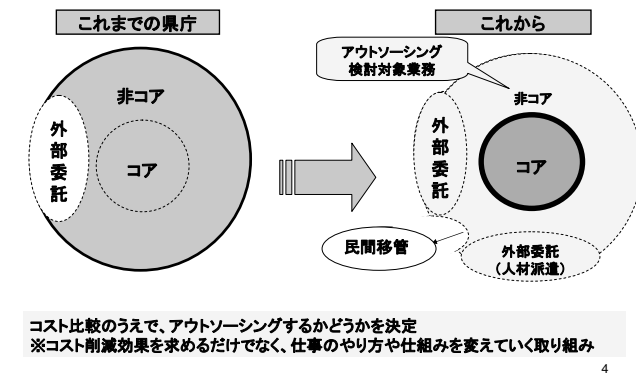 これまでの県庁
非コア
外部委託
コア
これから
アウトソーシング
検討対象業務
非コア
外部委託
コア
民間移管
外部委託
（人材派遣）
コスト比較のうえで、アウトソーシングするかどうかを決定
※コスト削減効果を求めるだけでなく、仕事のやり方や仕組みを変えていく取り組み
4